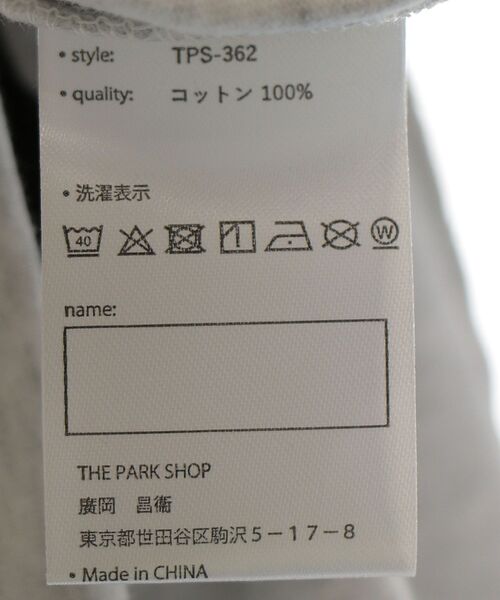 • style: TPS-362
• quality: コットン 100%
• 洗濯表示
40 W
name:
THE PARK SHOP
廣岡 昌衞
東京都世田谷区駒沢5－17－8
• Made in CHINA